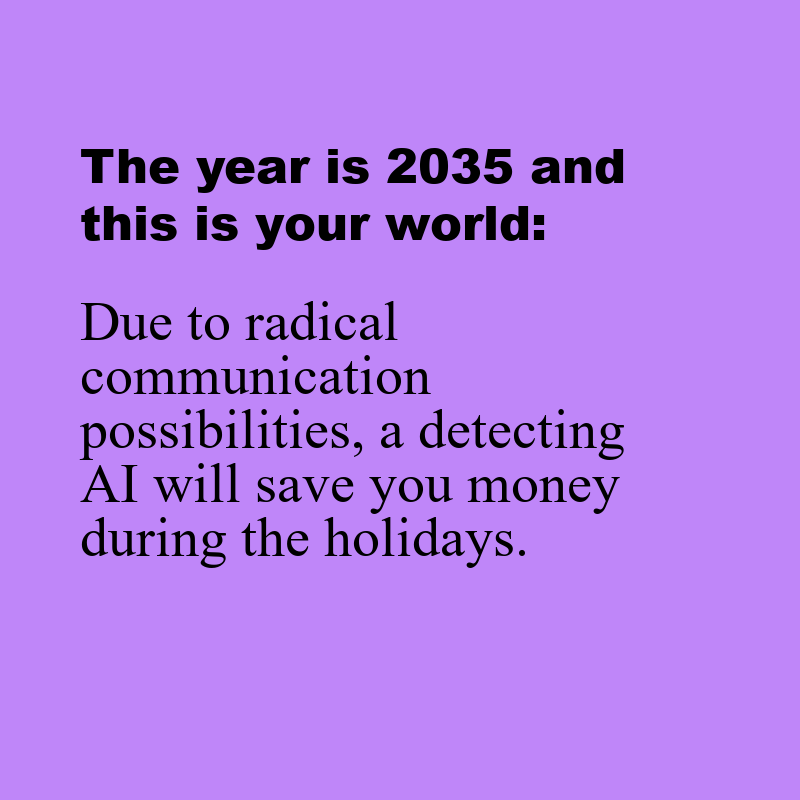 The year is 2035 and
this is your world:
Due to radical
communication
possibilities, a detecting
AI will save you money
during the holidays.